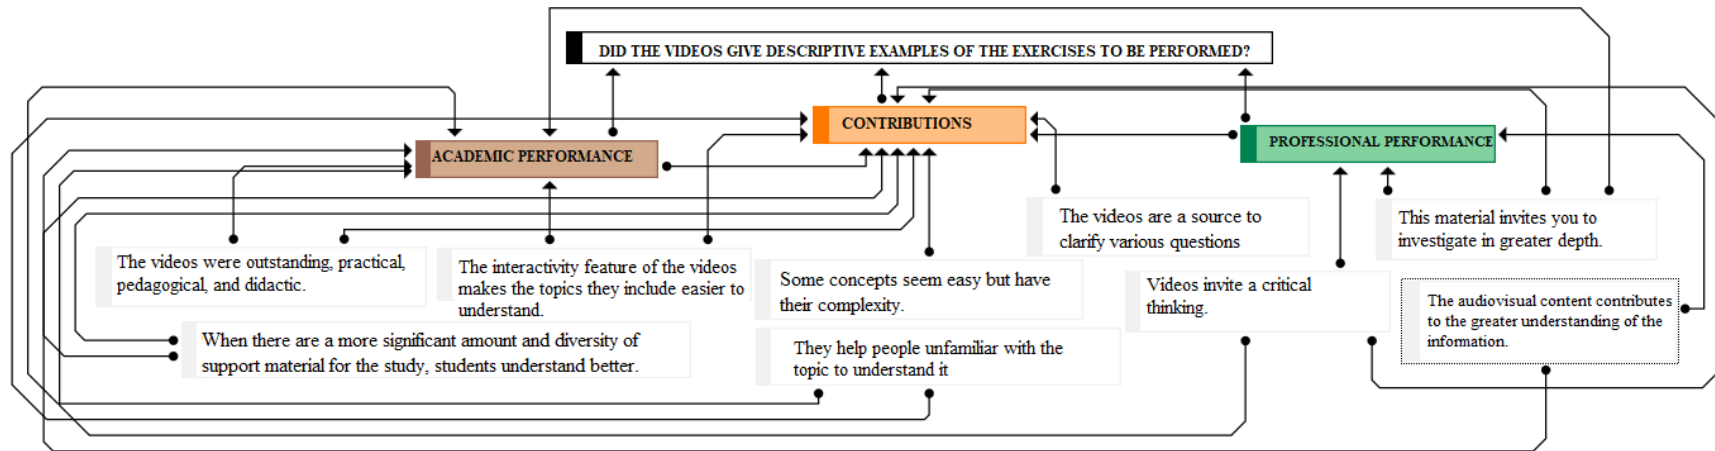 DID THE VIDEOS GIVE DESCRIPTIVE EXAMPLES OF THE EXERCISES TO BE PERFORMED?
CONTRIBUTIONS
ACADEMIC PERFORMANCE
PROFESSIONAL PERFORMANCE
The videos were outstanding, practical,
pedagogical, and didactic.
The interactivity feature of the videos
makes the topics they include easier to
understand.
Some concepts seem easy but have
their complexity.
The videos are a source to
clarify various questions
This material invites you to
investigate in greater depth.
Videos invite a critical
thinking.
The audiovisual content contributes
to the greater understanding of the
information.
When there are a more significant amount and diversity of
support material for the study, students understand better.
They help people unfamiliar with the
topic to understand it